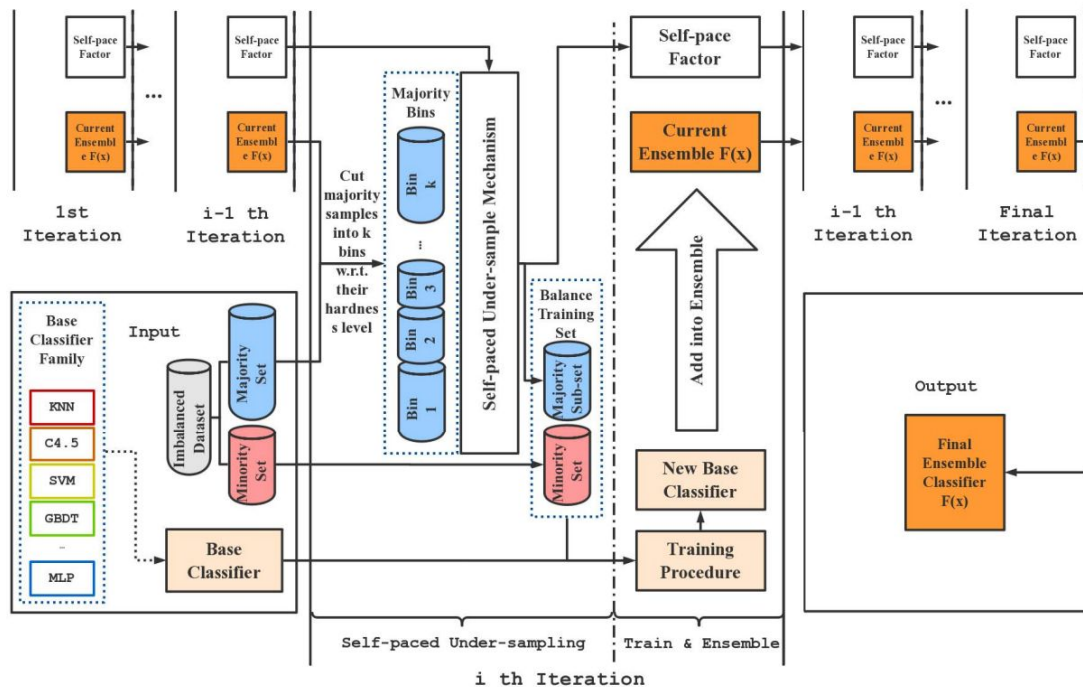 Self-pace
Factor
...
Current
Ensembl
e F(x)
1st
Iteration
Self-pace
Factor
Current
Ensembl
e F(x)
i-1 th
Iteration
Base
Classifier
Family
KNN
C4.5
SVM
GBDT
…
MLP
Input
Imbalanced
Dataset
Majority
Set
Minority
Set
Base
Classifier
Cut
majority
samples
into k
bins
w.r.t.
their
hardnes
s level
Majority
Bins
Bin
k
...
Bin
3
Bin
2
Bin
1
Self-paced Under-sample Mechanism
Balance
Training
Set
Majority
Sub-set
Minority
Set
Self-pace
Factor
Current
Ensemble F(x)
Add into Ensemble
New Base
Classifier
Training
Procedure
Self-paced Under-sampling
Train & Ensemble
i th Iteration
Self-pace
Factor
...
Current
Ensembl
e F(x)
i-1 th
Iteration
Self-pace
Factor
Current
Ensembl
e F(x)
Final
Iteration
Output
Final
Ensemble
Classifier
F(x)